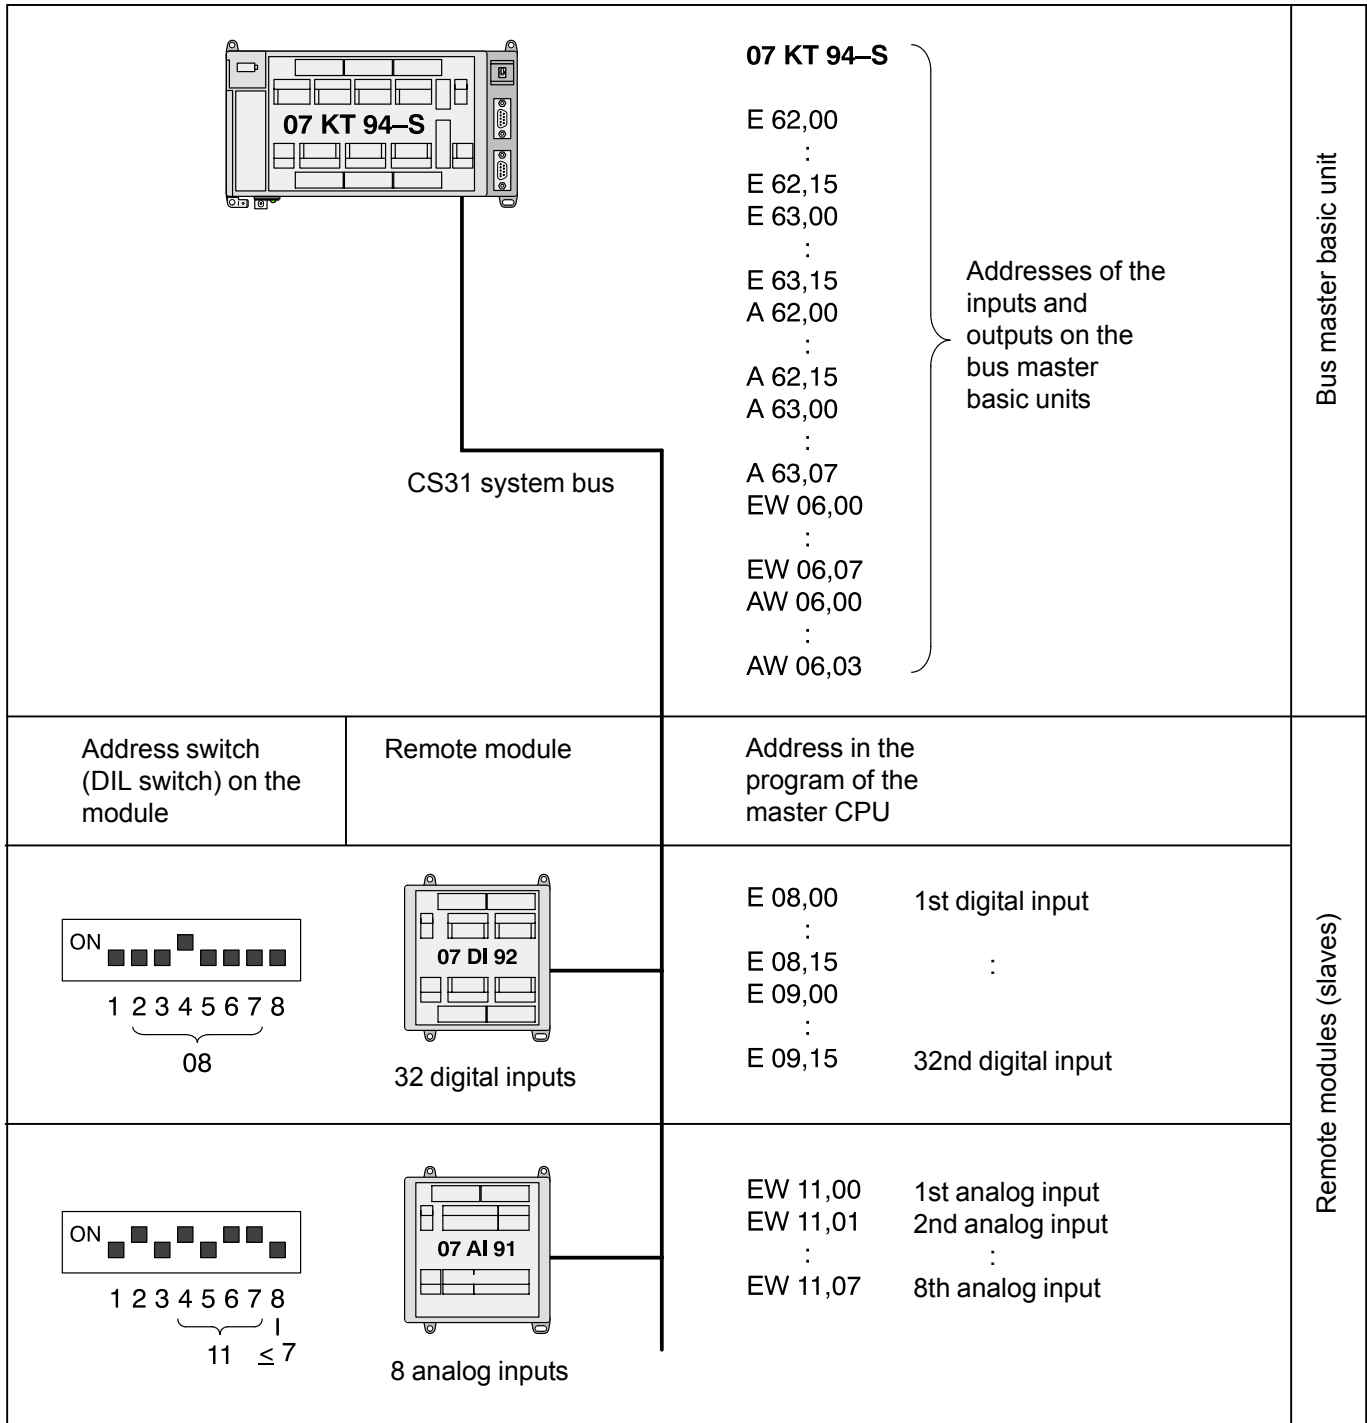 07 KT 94–S
07 KT 94–S
E 62,00
:
E 62,15
E 63,00
:
E 63,15
A 62,00
:
A 62,15
A 63,00
:
A 63,07
EW 06,00
:
EW 06,07
AW 06,00
:
AW 06,03
Addresses of the
inputs and
outputs on the
bus master
basic units
Bus master basic unit
CS31 system bus
Address switch
(DIL switch) on the
module
Remote module
Address in the
program of the
master CPU
Remote modules (slaves)
ON
1 2 3 4 5 6 7 8
08
07 DI 92
32 digital inputs
E 08,00 1st digital input
:
E 08,15 :
E 09,00
:
E 09,15 32nd digital input
ON
1 2 3 4 5 6 7 8
11 ≤ 7
07 AI 91
8 analog inputs
EW 11,00 1st analog input
EW 11,01 2nd analog input
: :
EW 11,07 8th analog input